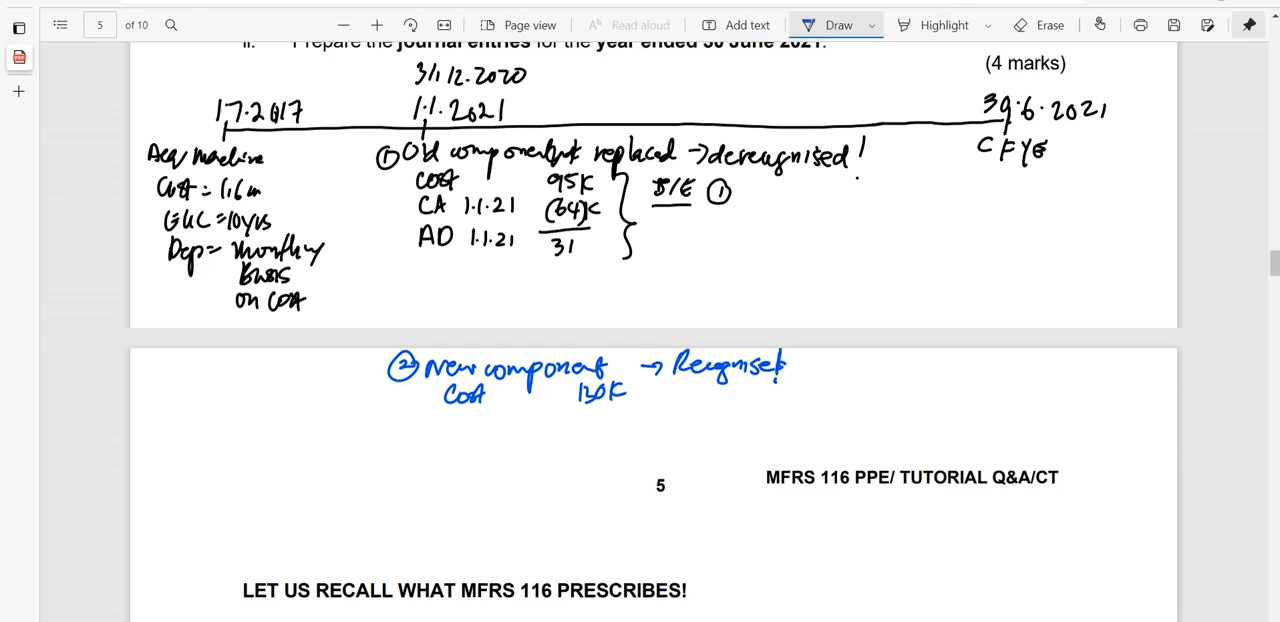 5 of 10 Page view Read aloud Add text Draw Highlight Erase
II. Prepare the journal entries for the year ended 30 June 2021.
(4 marks)
31.12.2020
1.7.2017 1.1.2021 30.6.2021
CFYE
Acq Machine
Cost = 1.6m
EUL = 10yrs
Dep = monthly
Basis
on Cost
① Old component replaced → derecognised!
Cost 95K
CA 1.1.21 (64)K J/E ①
AD 1.1.21 31
② New component → Recognised!
Cost 130K
5
MFRS 116 PPE/ TUTORIAL Q&A/CT
LET US RECALL WHAT MFRS 116 PRESCRIBES!